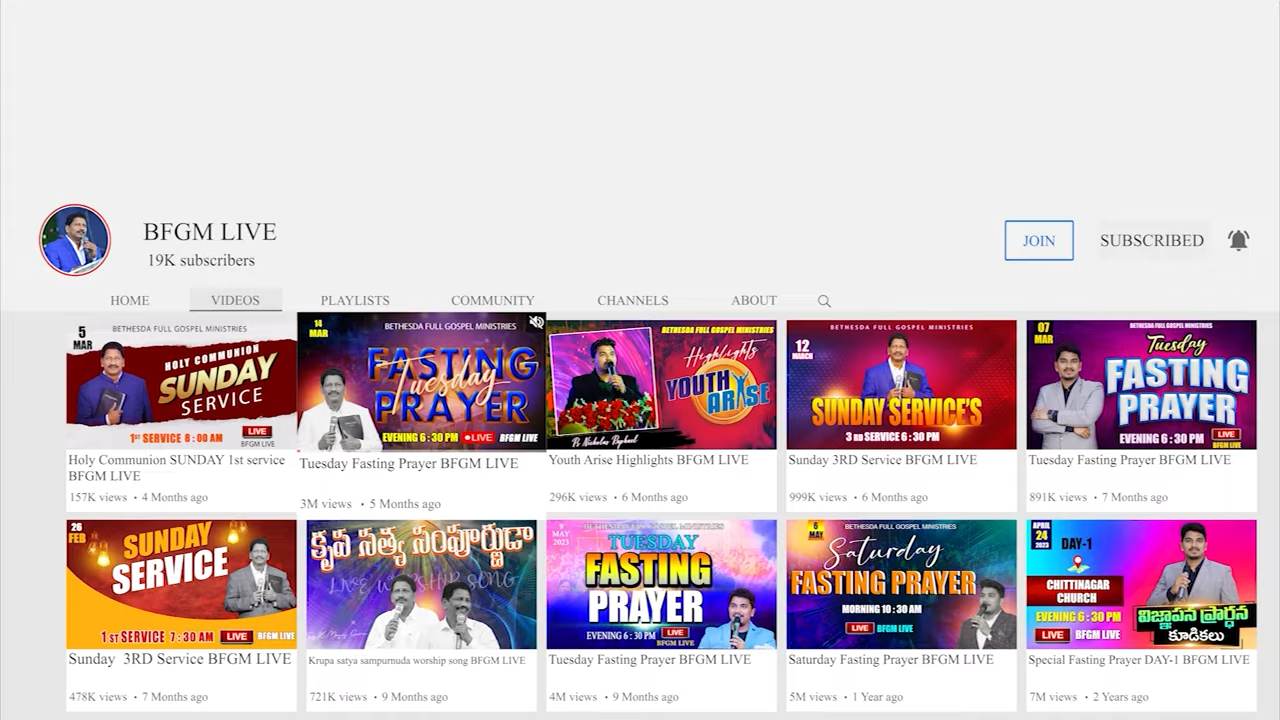 BFGM LIVE
19K subscribers
JOIN
SUBSCRIBED
HOME
VIDEOS
PLAYLISTS
COMMUNITY
CHANNELS
ABOUT
5
MAR
BETHESDA FULL GOSPEL MINISTRIES
HOLY COMMUNION
SUNDAY
SERVICE
1ST SERVICE 8 : 00 AM
LIVE
BFGM LIVE
Holy Communion SUNDAY 1st service
BFGM LIVE
157K views • 4 Months ago
14
MAR
BETHESDA FULL GOSPEL MINISTRIES
FASTING
Tuesday
PRAYER
EVENING 6 : 30 PM LIVE BFGM LIVE
Tuesday Fasting Prayer BFGM LIVE
3M views • 5 Months ago
BETHESDA FULL GOSPEL MINISTRIES
Highlights
YOUTH
ARISE
Ps Nicholas Raphael
Youth Arise Highlights BFGM LIVE
296K views • 6 Months ago
BETHESDA FULL GOSPEL MINISTRIES
12
MARCH
SUNDAY SERVICE'S
3 RD SERVICE 6 : 30 PM
Sunday 3RD Service BFGM LIVE
999K views • 6 Months ago
07
MAR
BETHESDA FULL GOSPEL MINISTRIES
Tuesday
FASTING
PRAYER
EVENING 6 : 30 PM LIVE
BFGM LIVE
Tuesday Fasting Prayer BFGM LIVE
891K views • 7 Months ago
26
FEB
SUNDAY
SERVICE
1 ST SERVICE 7 : 30 AM LIVE BFGM LIVE
Sunday 3RD Service BFGM LIVE
478K views • 7 Months ago
కృప సత్య సంపూర్ణుడా
LIVE WORSHIP SONG
Krupa satya sampurnuda worship song BFGM LIVE
721K views • 9 Months ago
9
MAY
2023
BETHESDA FULL GOSPEL MINISTRIES
TUESDAY
FASTING
PRAYER
EVENING 6 : 30 PM LIVE
BFGM LIVE
Tuesday Fasting Prayer BFGM LIVE
4M views • 9 Months ago
6
MAY
BETHESDA FULL GOSPEL MINISTRIES
Saturday
FASTING PRAYER
MORNING 10 : 30 AM
LIVE BFGM LIVE
Saturday Fasting Prayer BFGM LIVE
5M views • 1 Year ago
APRIL
24
2023
DAY-1
CHITTINAGAR
CHURCH
EVENING 6 : 30 PM
LIVE BFGM LIVE
విజ్ఞాపన ప్రార్థన
కూడికలు
Special Fasting Prayer DAY-1 BFGM LIVE
7M views • 2 Years ago